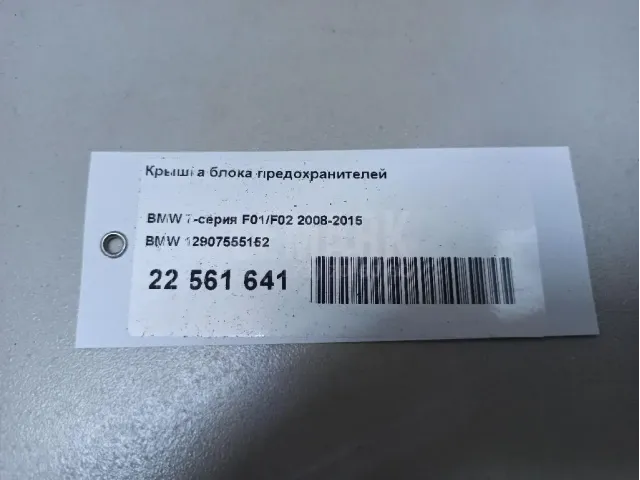 Крышка блока предохранителей
BMW 7-серия F01/F02 2008-2015
BMW 12907555152
22 561 641